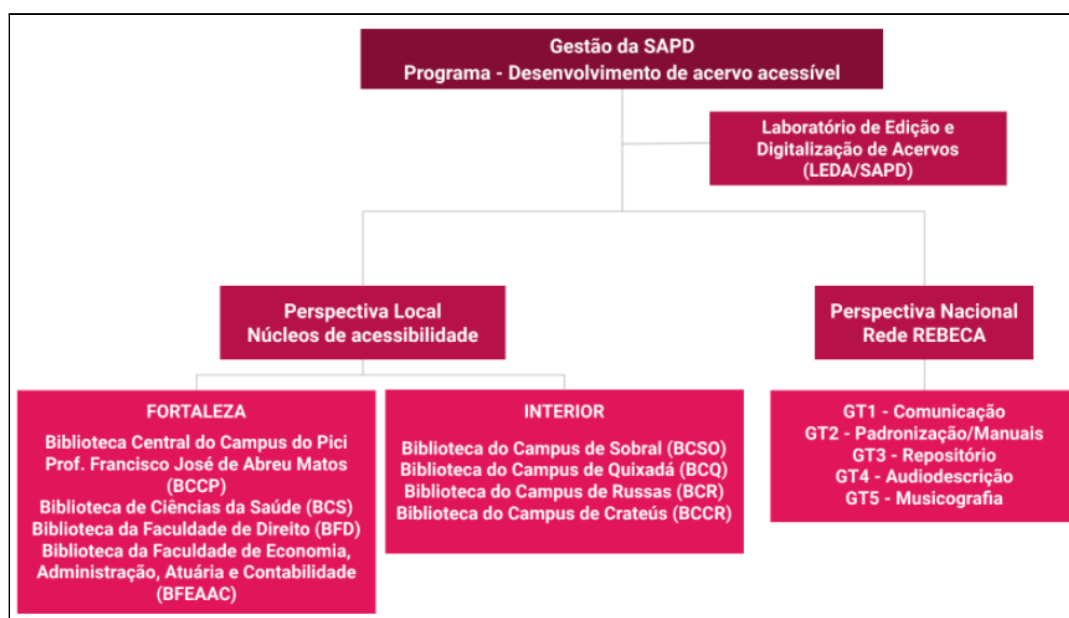 Gestão da SAPD
Programa - Desenvolvimento de acervo acessível
Laboratório de Edição e
Digitalização de Acervos
(LEDA/SAPD)
Perspectiva Local
Núcleos de acessibilidade
Perspectiva Nacional
Rede REBECA
FORTALEZA
Biblioteca Central do Campus do Pici
Prof. Francisco José de Abreu Matos
(BCCP)
Biblioteca de Ciências da Saúde (BCS)
Biblioteca da Faculdade de Direito (BFD)
Biblioteca da Faculdade de Economia,
Administração, Atuária e Contabilidade
(BFEAAC)
INTERIOR
Biblioteca do Campus de Sobral (BCSO)
Biblioteca do Campus de Quixadá (BCQ)
Biblioteca do Campus de Russas (BCR)
Biblioteca do Campus de Crateús (BCCR)
GT1 - Comunicação
GT2 - Padronização/Manuais
GT3 - Repositório
GT4 - Audiodescrição
GT5 - Musicografia